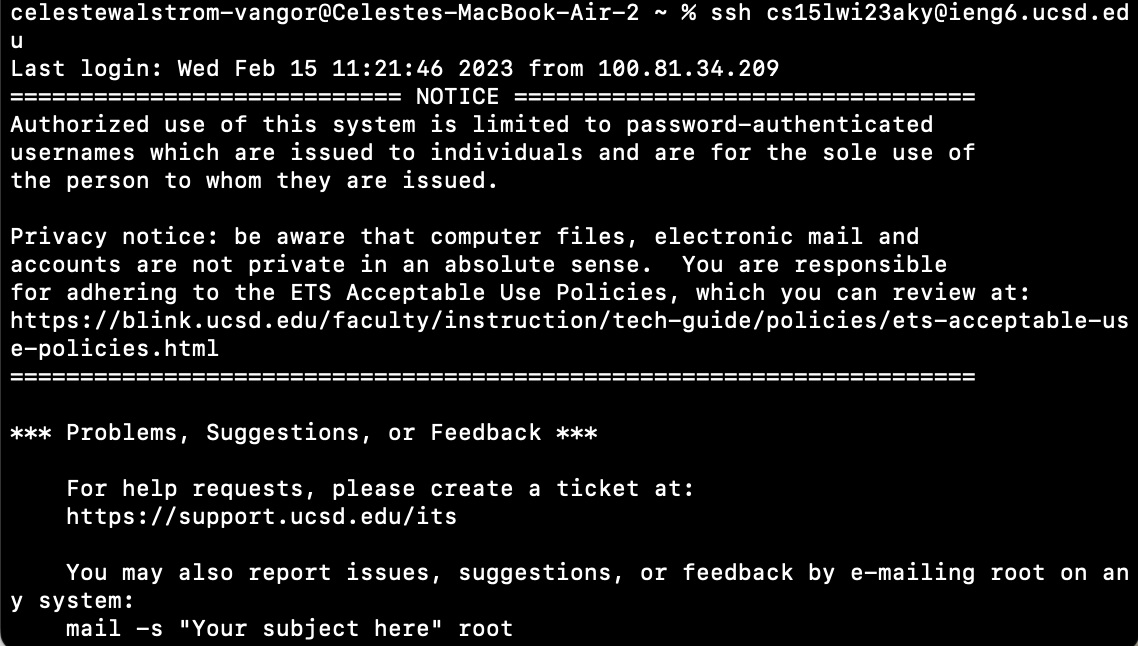 celestewalstrom-vangor@Celestes-MacBook-Air-2 ~ % ssh cs15lwi23aky@ieng6.ucsd.ed
u
Last login: Wed Feb 15 11:21:46 2023 from 100.81.34.209
============================ NOTICE =================================
Authorized use of this system is limited to password-authenticated
usernames which are issued to individuals and are for the sole use of
the person to whom they are issued.

Privacy notice: be aware that computer files, electronic mail and
accounts are not private in an absolute sense.  You are responsible
for adhering to the ETS Acceptable Use Policies, which you can review at:
https://blink.ucsd.edu/faculty/instruction/tech-guide/policies/ets-acceptable-us
e-policies.html
=====================================================================

*** Problems, Suggestions, or Feedback ***

    For help requests, please create a ticket at:
    https://support.ucsd.edu/its

    You may also report issues, suggestions, or feedback by e-mailing root on an
y system:
    mail -s "Your subject here" root